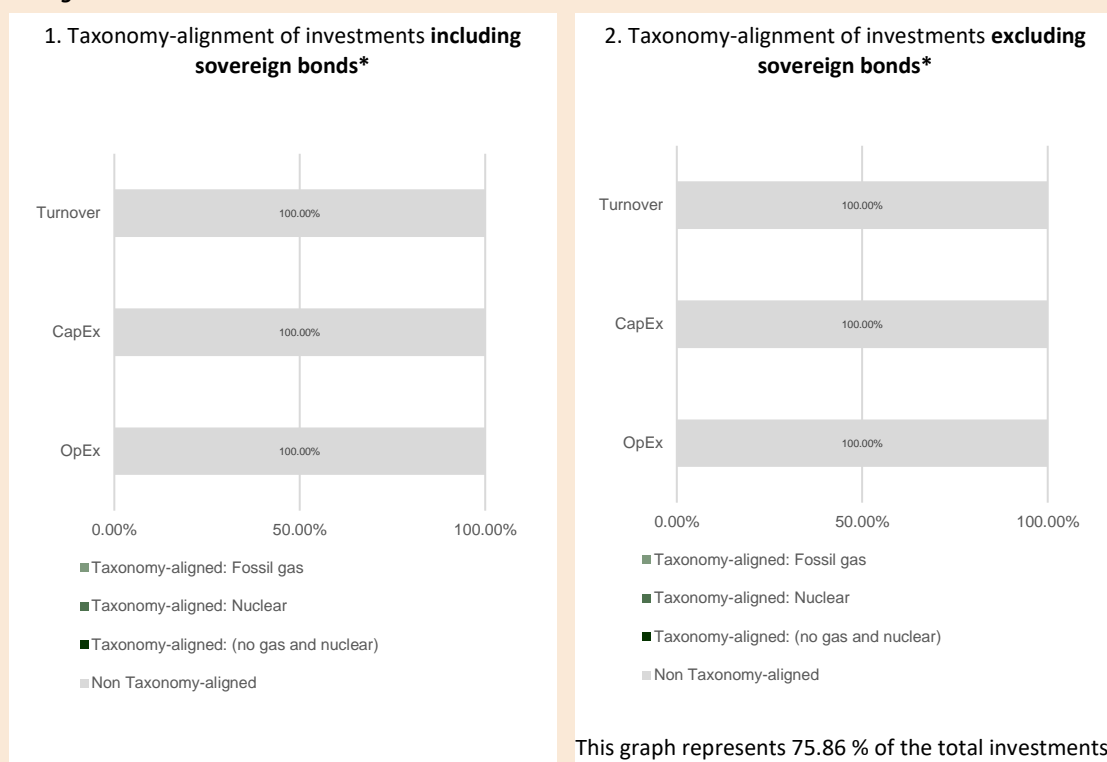 1. Taxonomy-alignment of investments including
sovereign bonds*
Turnover
100.00%
CapEx
100.00%
OpEx
100.00%
0.00% 50.00% 100.00%
Taxonomy-aligned: Fossil gas
Taxonomy-aligned: Nuclear
Taxonomy-aligned: (no gas and nuclear)
Non Taxonomy-aligned
2. Taxonomy-alignment of investments excluding
sovereign bonds*
Turnover
100.00%
CapEx
100.00%
OpEx
100.00%
0.00% 50.00% 100.00%
Taxonomy-aligned: Fossil gas
Taxonomy-aligned: Nuclear
Taxonomy-aligned: (no gas and nuclear)
Non Taxonomy-aligned
This graph represents 75.86 % of the total investments